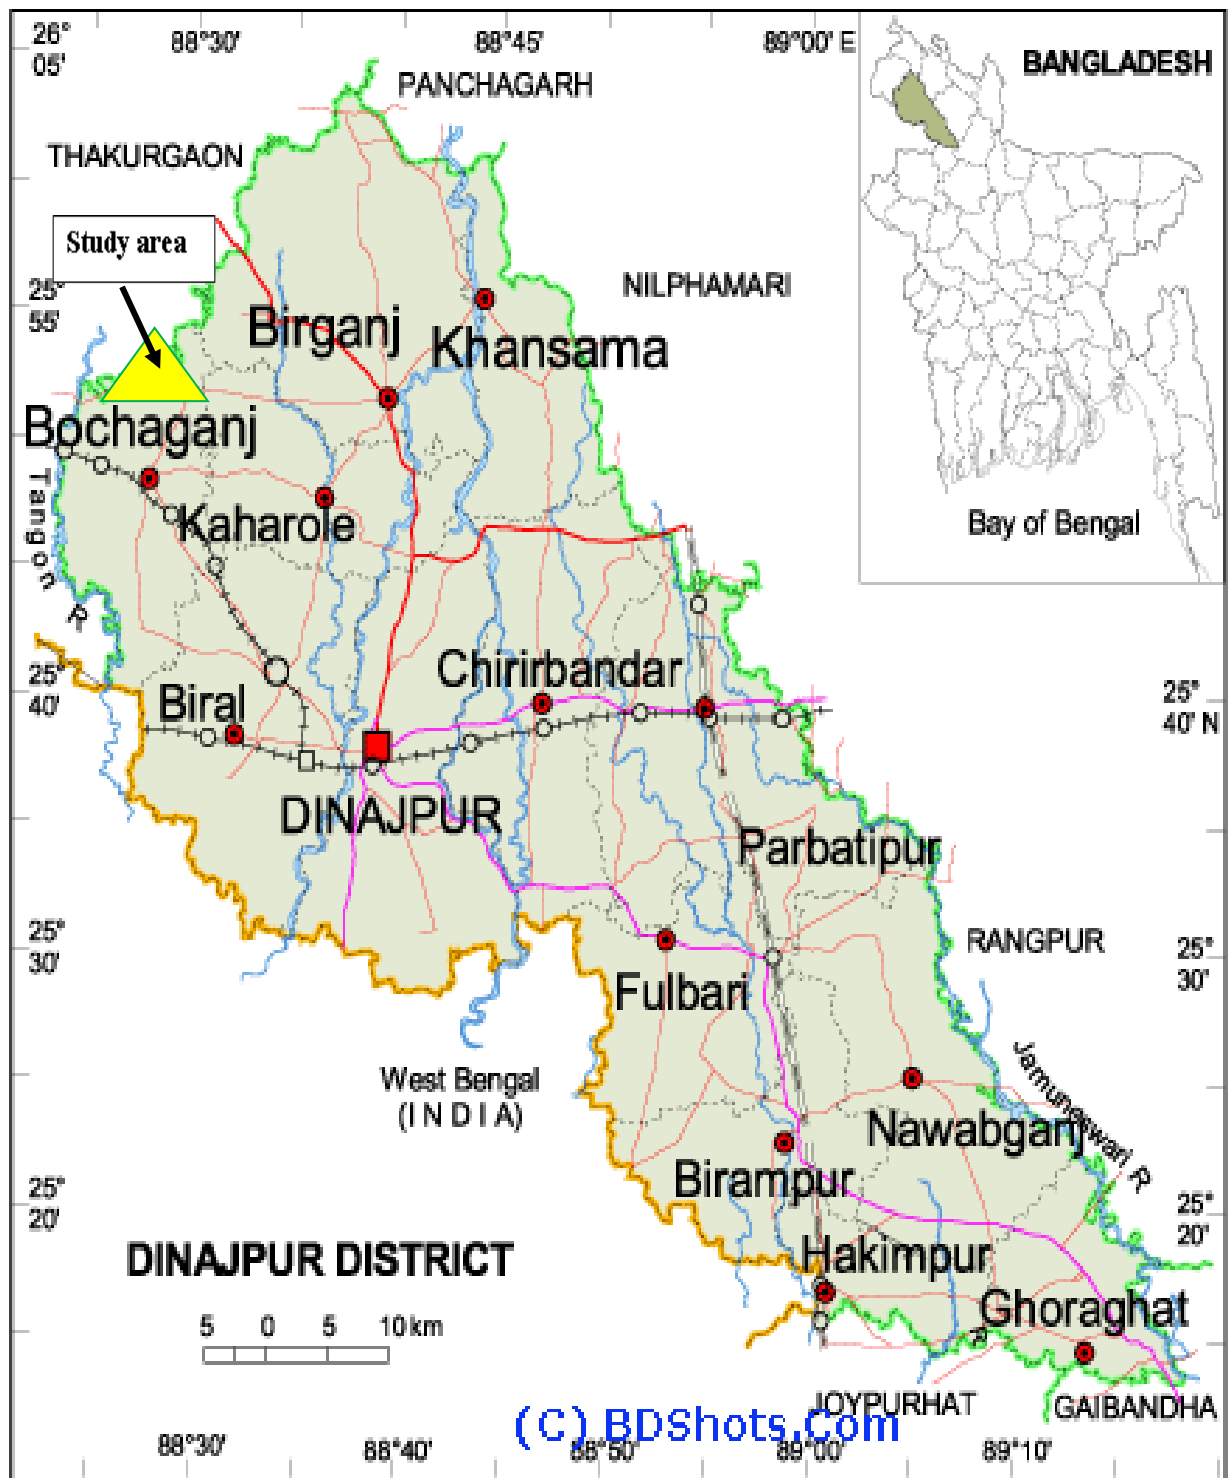 26°
05'
88°30'
88°45'
89°00' E
BANGLADESH
PANCHAGARH
THAKURGAON
Study area
NILPHAMARI
25°
55'
Birganj
Khansama
Bochaganj
Tangon R
Kaharole
Bay of Bengal
Chirirbandar
25°
40'
25°
40' N
Biral
DINAJPUR
Parbatipur
RANGPUR
25°
30'
25°
30'
Fulbari
West Bengal
(INDIA)
Jamuneswari R
Nawabganj
Birampur
25°
20'
25°
20'
DINAJPUR DISTRICT
Hakimpur
Ghoraghat
5 0 5 10 km
JOYPURHAT
GAIBANDHA
(C) BDShots.Com
88°30'
88°40'
88°50'
89°00'
89°10'